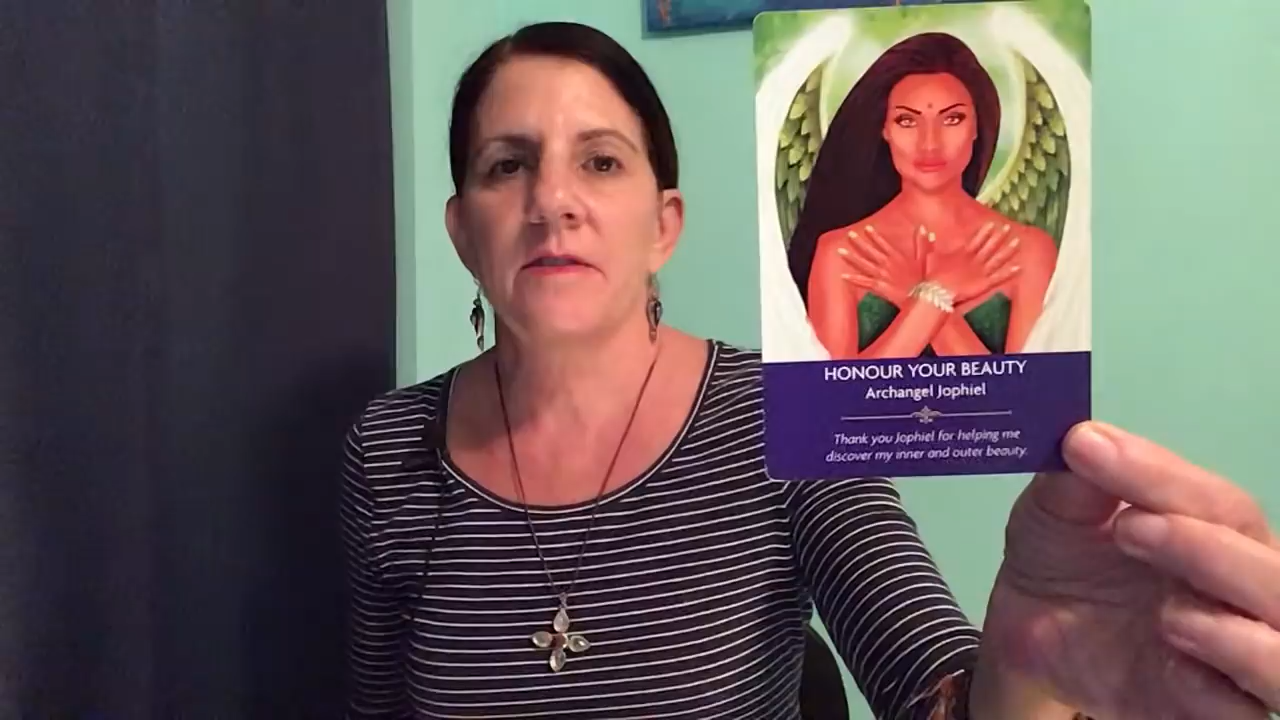 HONOUR YOUR BEAUTY
Archangel Jophiel
Thank you Jophiel for helping me
discover my inner and outer beauty.